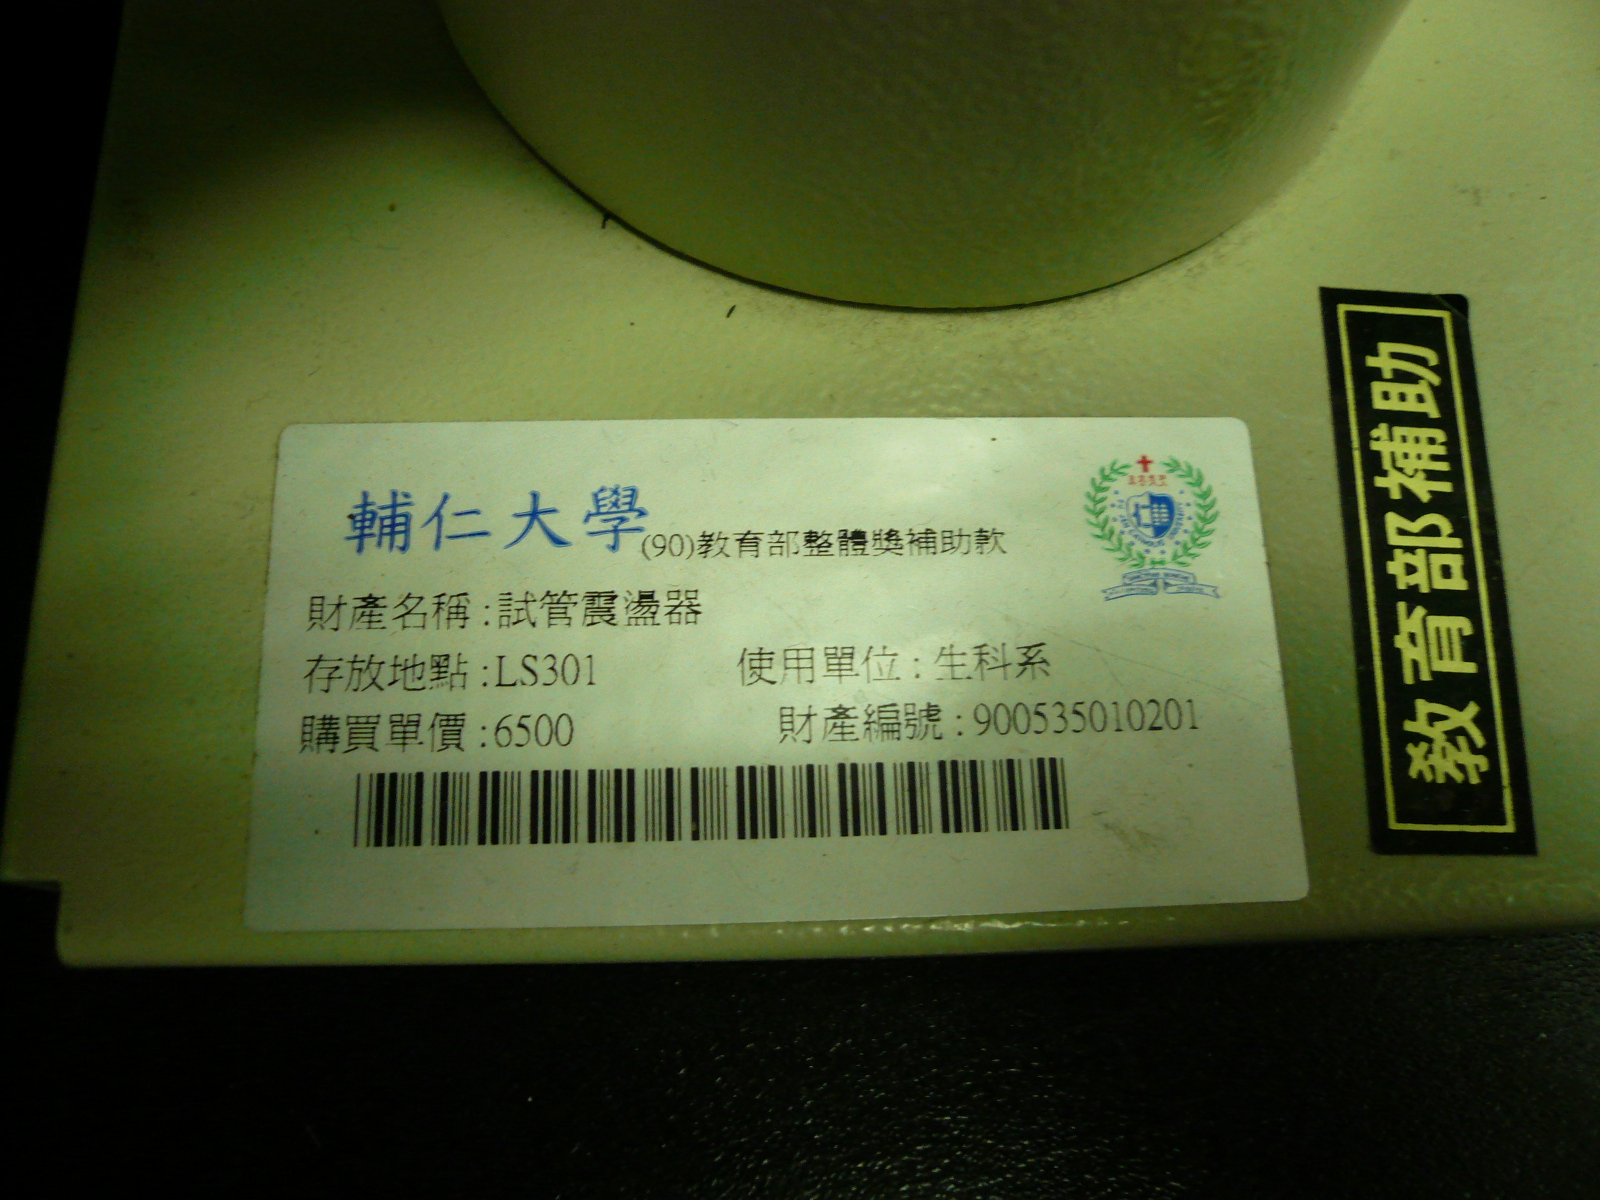 輔仁大學(90)教育部整體獎補助款
財產名稱:試管震盪器
存放地點:LS301 使用單位:生科系
購買單價:6500 財產編號:900535010201
教育部補助